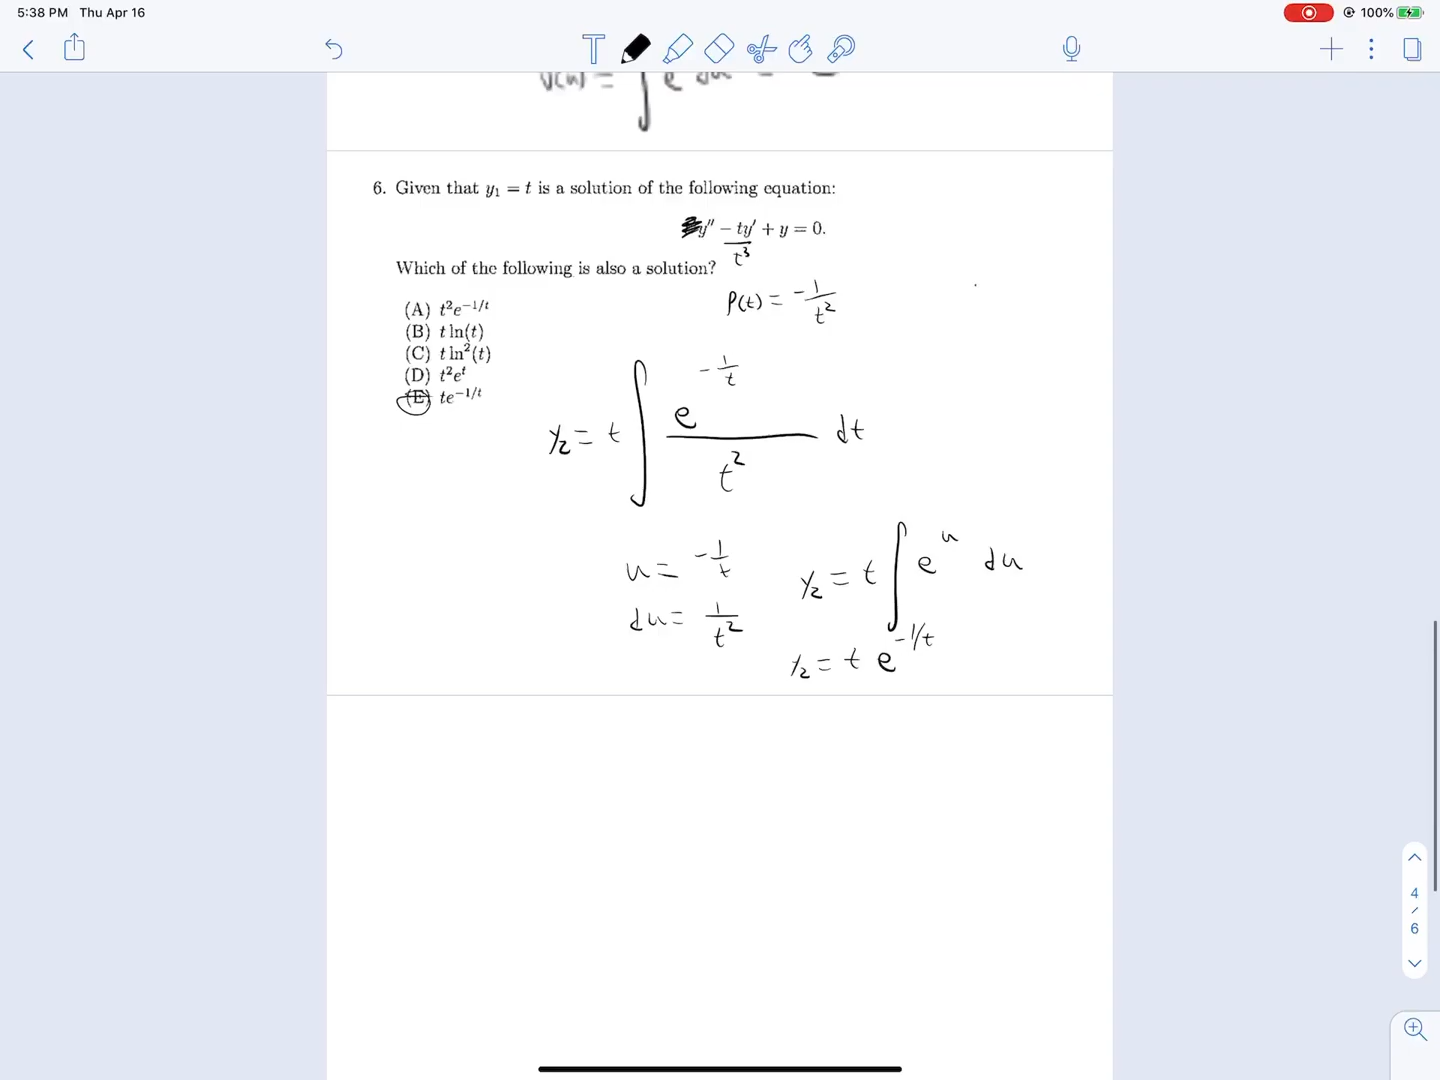 5:38 PM Thu Apr 16
100%
6. Given that y₁ = t is a solution of the following equation:
y'' − ty' + y = 0.
t³
Which of the following is also a solution?
P(t) = -1/t²
(A) t²e^{-1/t}
(B) t ln(t)
(C) t ln²(t)
(D) t²e^t
(E) te^{-1/t}
y₂ = t ∫ e^{-1/t} / t² dt
u = -1/t
du = 1/t²
y₂ = t ∫ e^u du
y₂ = t e^{-1/t}
4
/
6